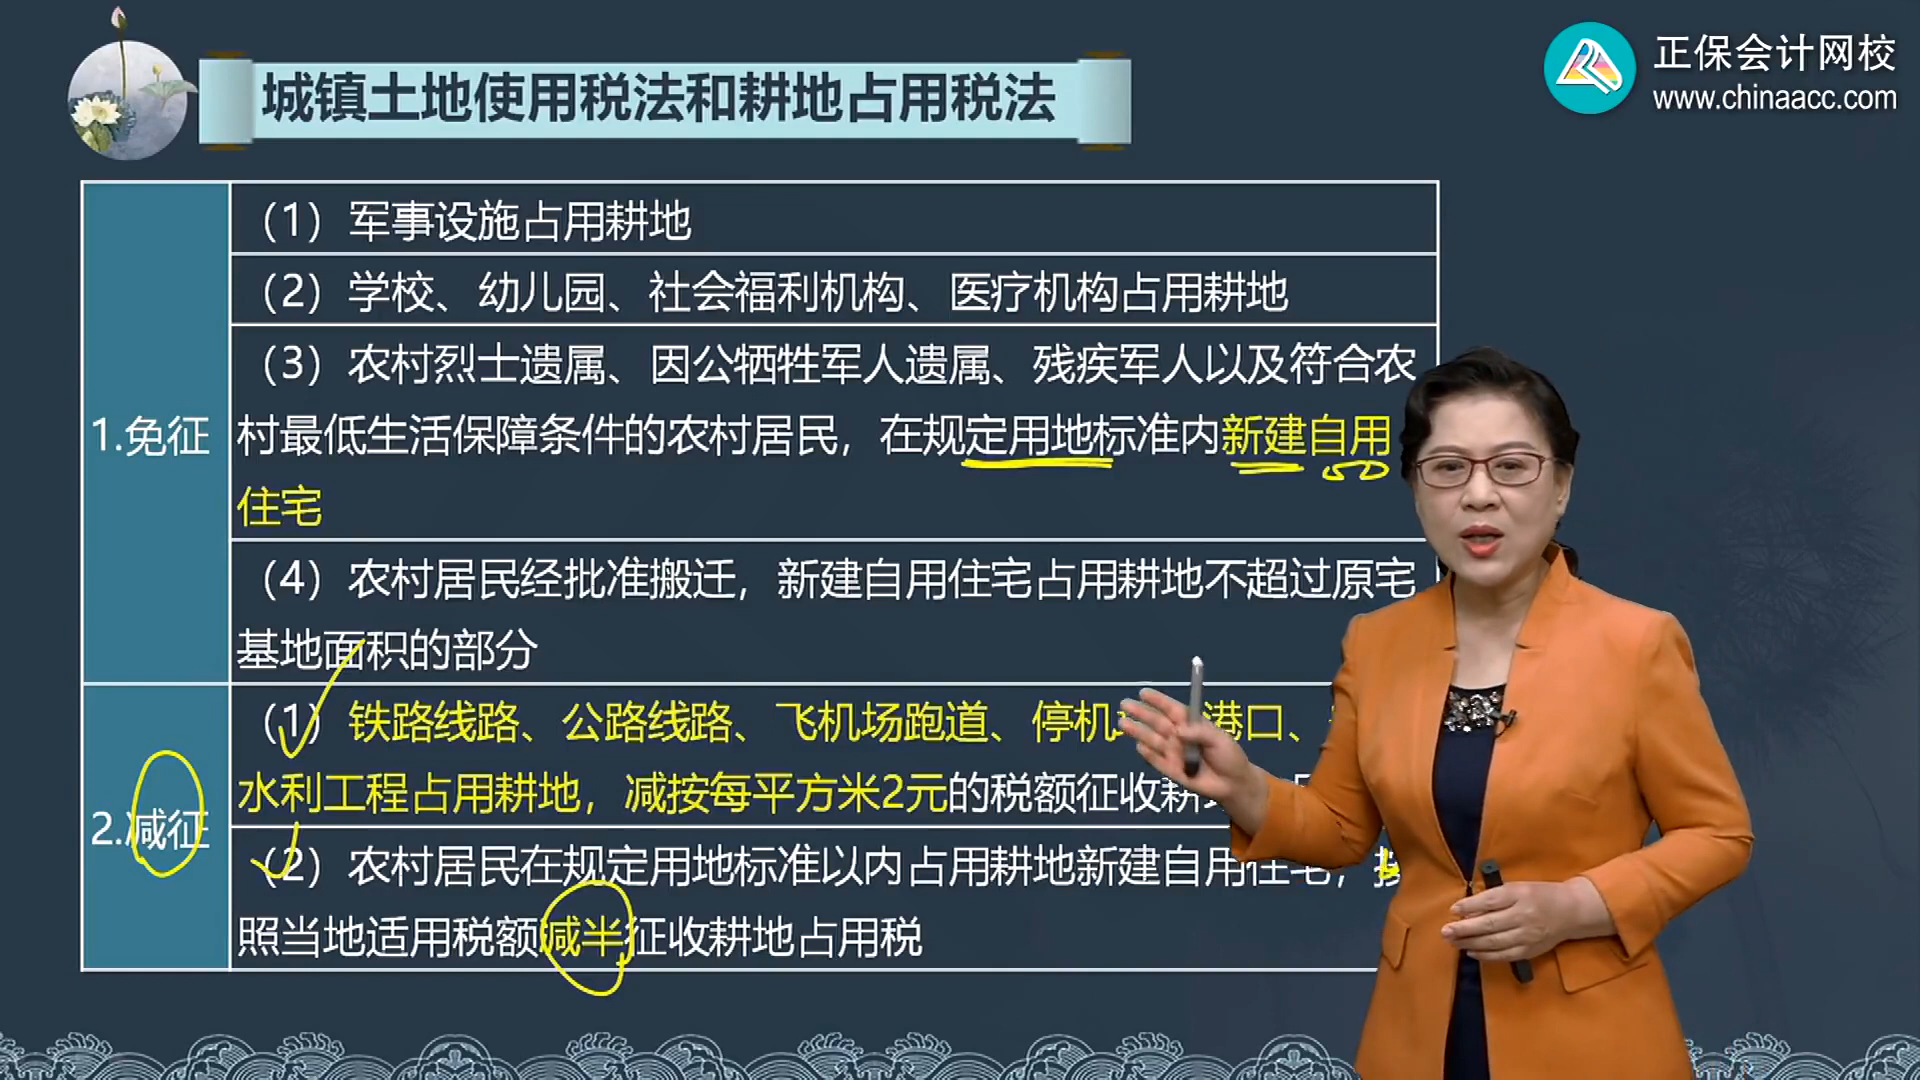 城镇土地使用税法和耕地占用税法
正保会计网校
www.chinaacc.com
1.免征
（1）军事设施占用耕地
（2）学校、幼儿园、社会福利机构、医疗机构占用耕地
（3）农村烈士遗属、因公牺牲军人遗属、残疾军人以及符合农
村最低生活保障条件的农村居民，在规定用地标准内新建自用
住宅
（4）农村居民经批准搬迁，新建自用住宅占用耕地不超过原宅
基地面积的部分
2.减征
（1）铁路线路、公路线路、飞机场跑道、停机 港口、
水利工程占用耕地，减按每平方米2元的税额征收耕
（2）农村居民在规定用地标准以内占用耕地新建自用住宅，按
照当地适用税额减半征收耕地占用税